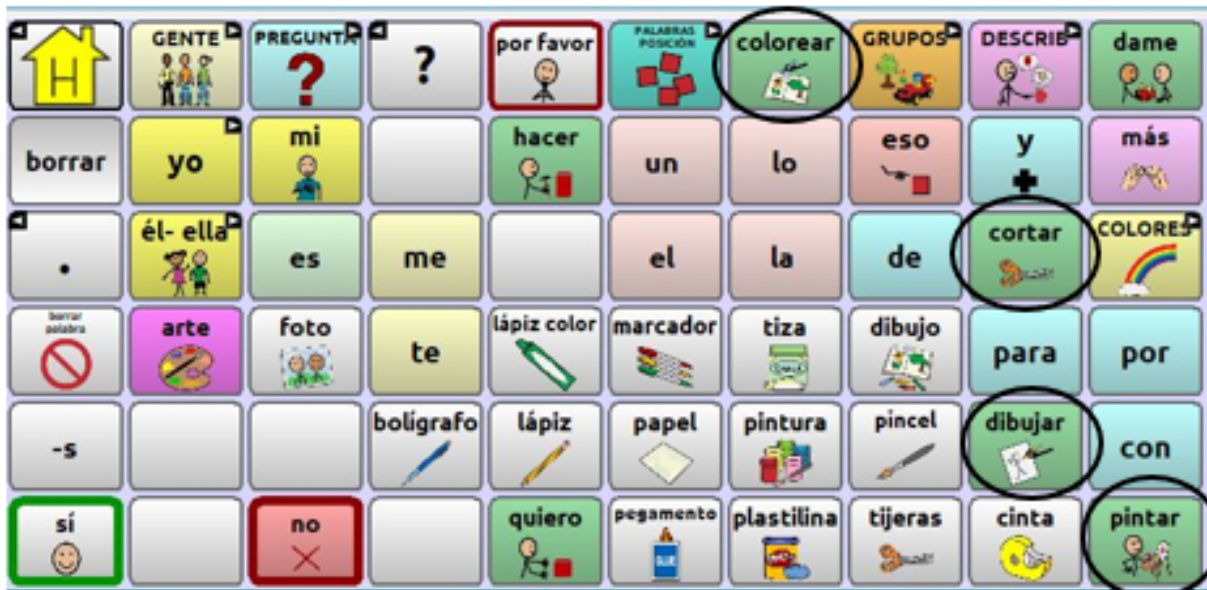 H
GENTE
PREGUNTA
?
por favor
PALABRAS
POSICIÓN
colorear
GRUPOS
DESCRIB
dame
borrar
yo
mi
hacer
un
lo
eso
y
más
.
él- ella
es
me
el
la
de
cortar
COLORES
borrar
palabra
arte
foto
te
lápiz color
marcador
tiza
dibujo
para
por
-s
bolígrafo
lápiz
papel
pintura
pincel
dibujar
con
sí
no
quiero
pegamento
GLUE
plastilina
tijeras
cinta
pintar